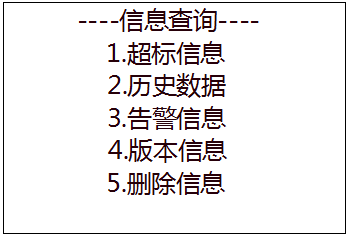 ----信息查询----
1.超标信息
2.历史数据
3.告警信息
4.版本信息
5.删除信息